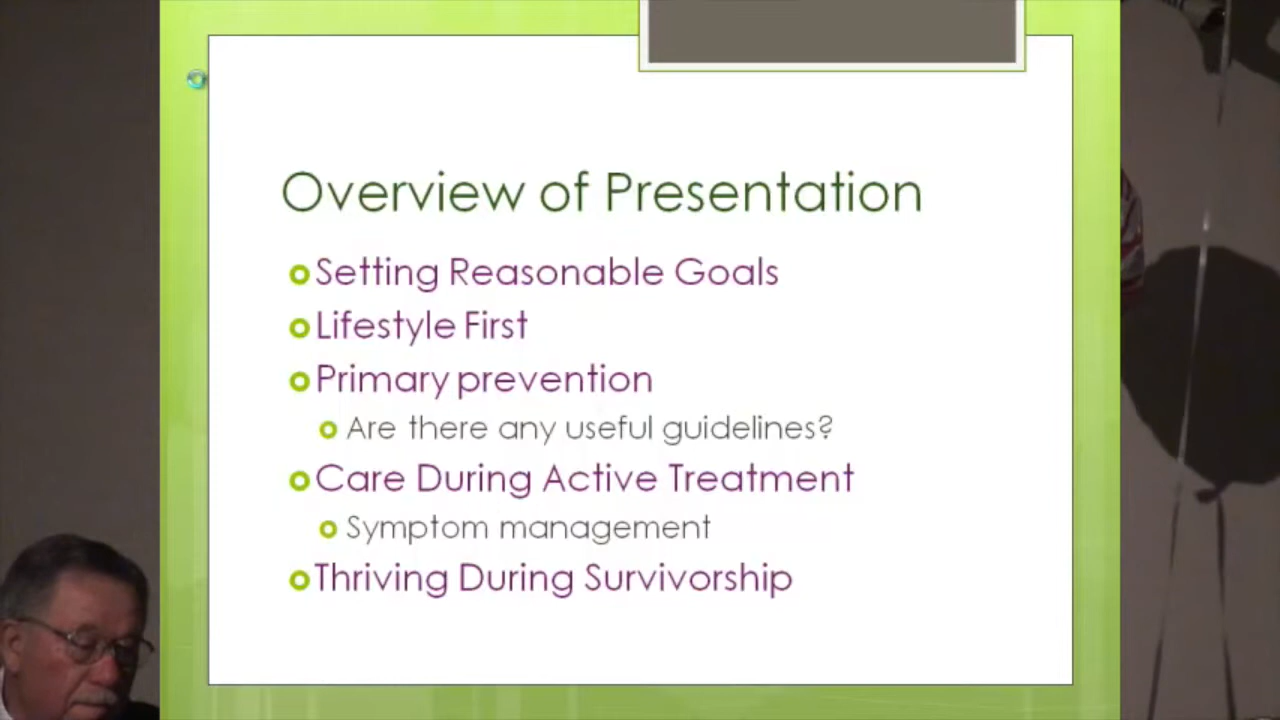 Overview of Presentation
Setting Reasonable Goals
Lifestyle First
Primary prevention
Are there any useful guidelines?
Care During Active Treatment
Symptom management
Thriving During Survivorship